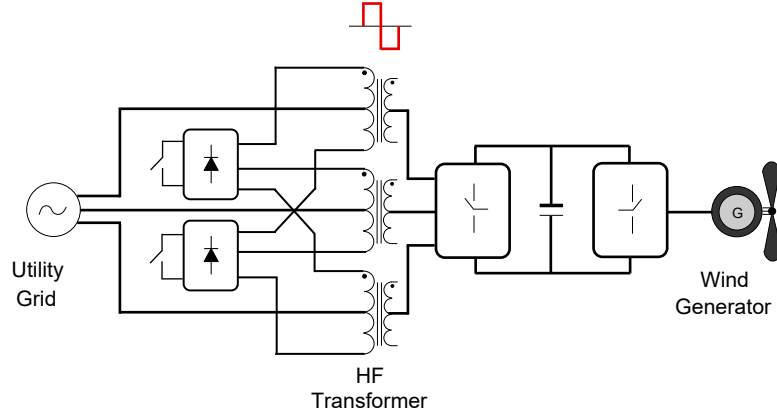 Utility
Grid
G
Wind
Generator
HF
Transformer